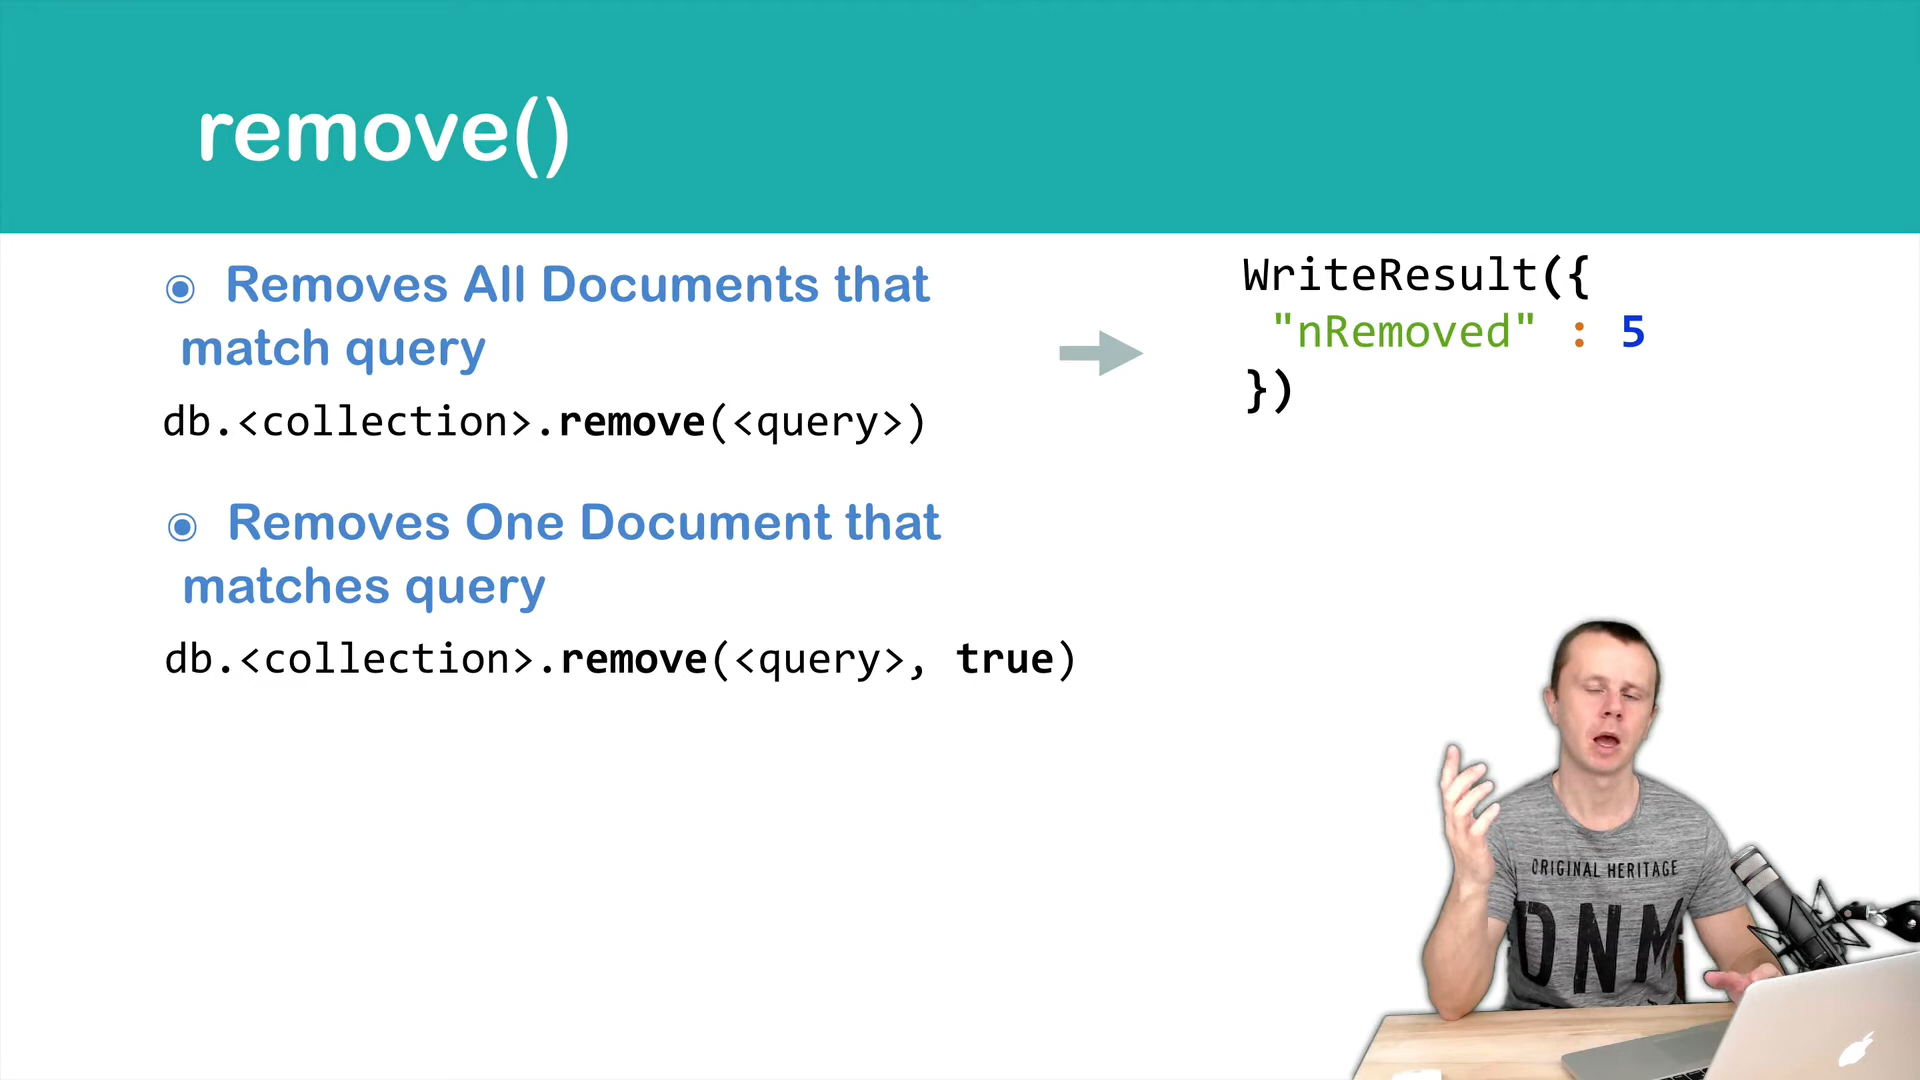 remove()
Removes All Documents that
match query
db.<collection>.remove(<query>)
WriteResult({
"nRemoved" : 5
})
Removes One Document that
matches query
db.<collection>.remove(<query>, true)
ORIGINAL HERITAGE
DNM